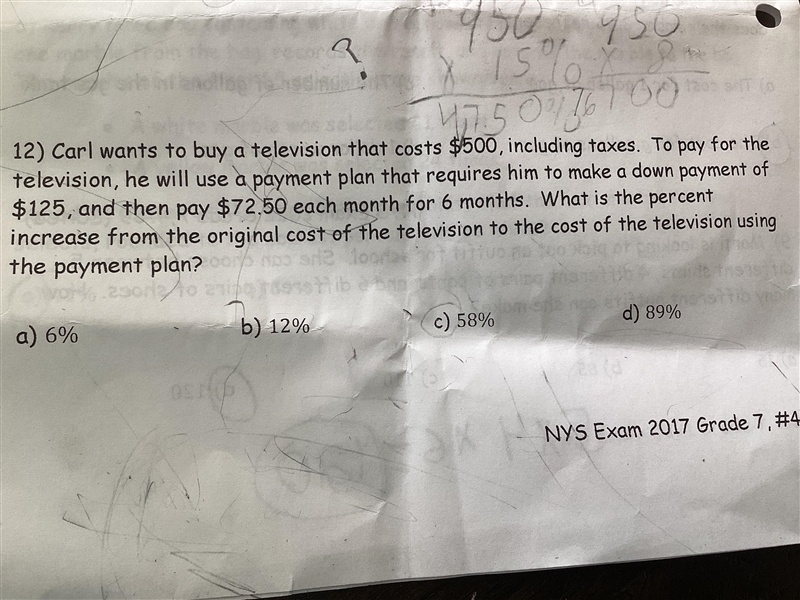 950 950
? x 15% x 8
4750% 7600
12) Carl wants to buy a television that costs $500, including taxes. To pay for the
television, he will use a payment plan that requires him to make a down payment of
$125, and then pay $72.50 each month for 6 months. What is the percent
increase from the original cost of the television to the cost of the television using
the payment plan?
a) 6% b) 12% c) 58% d) 89%
NYS Exam 2017 Grade 7, #4